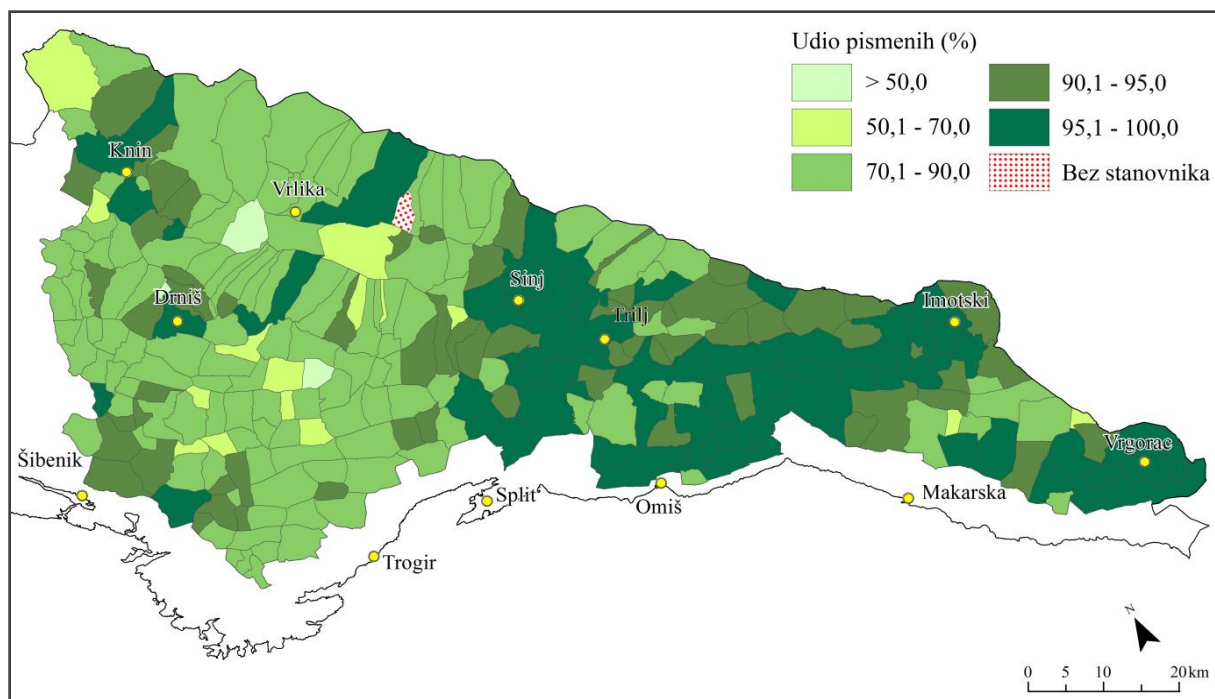 Udio pismenih (%)
> 50,0
50,1 - 70,0
70,1 - 90,0
90,1 - 95,0
95,1 - 100,0
Bez stanovnika
Knin
Vrlika
Sinj
Drniš
Trilj
Imotski
Vrgorac
Šibenik
Split
Omiš
Makarska
Trogir
N
0 5 10 20 km